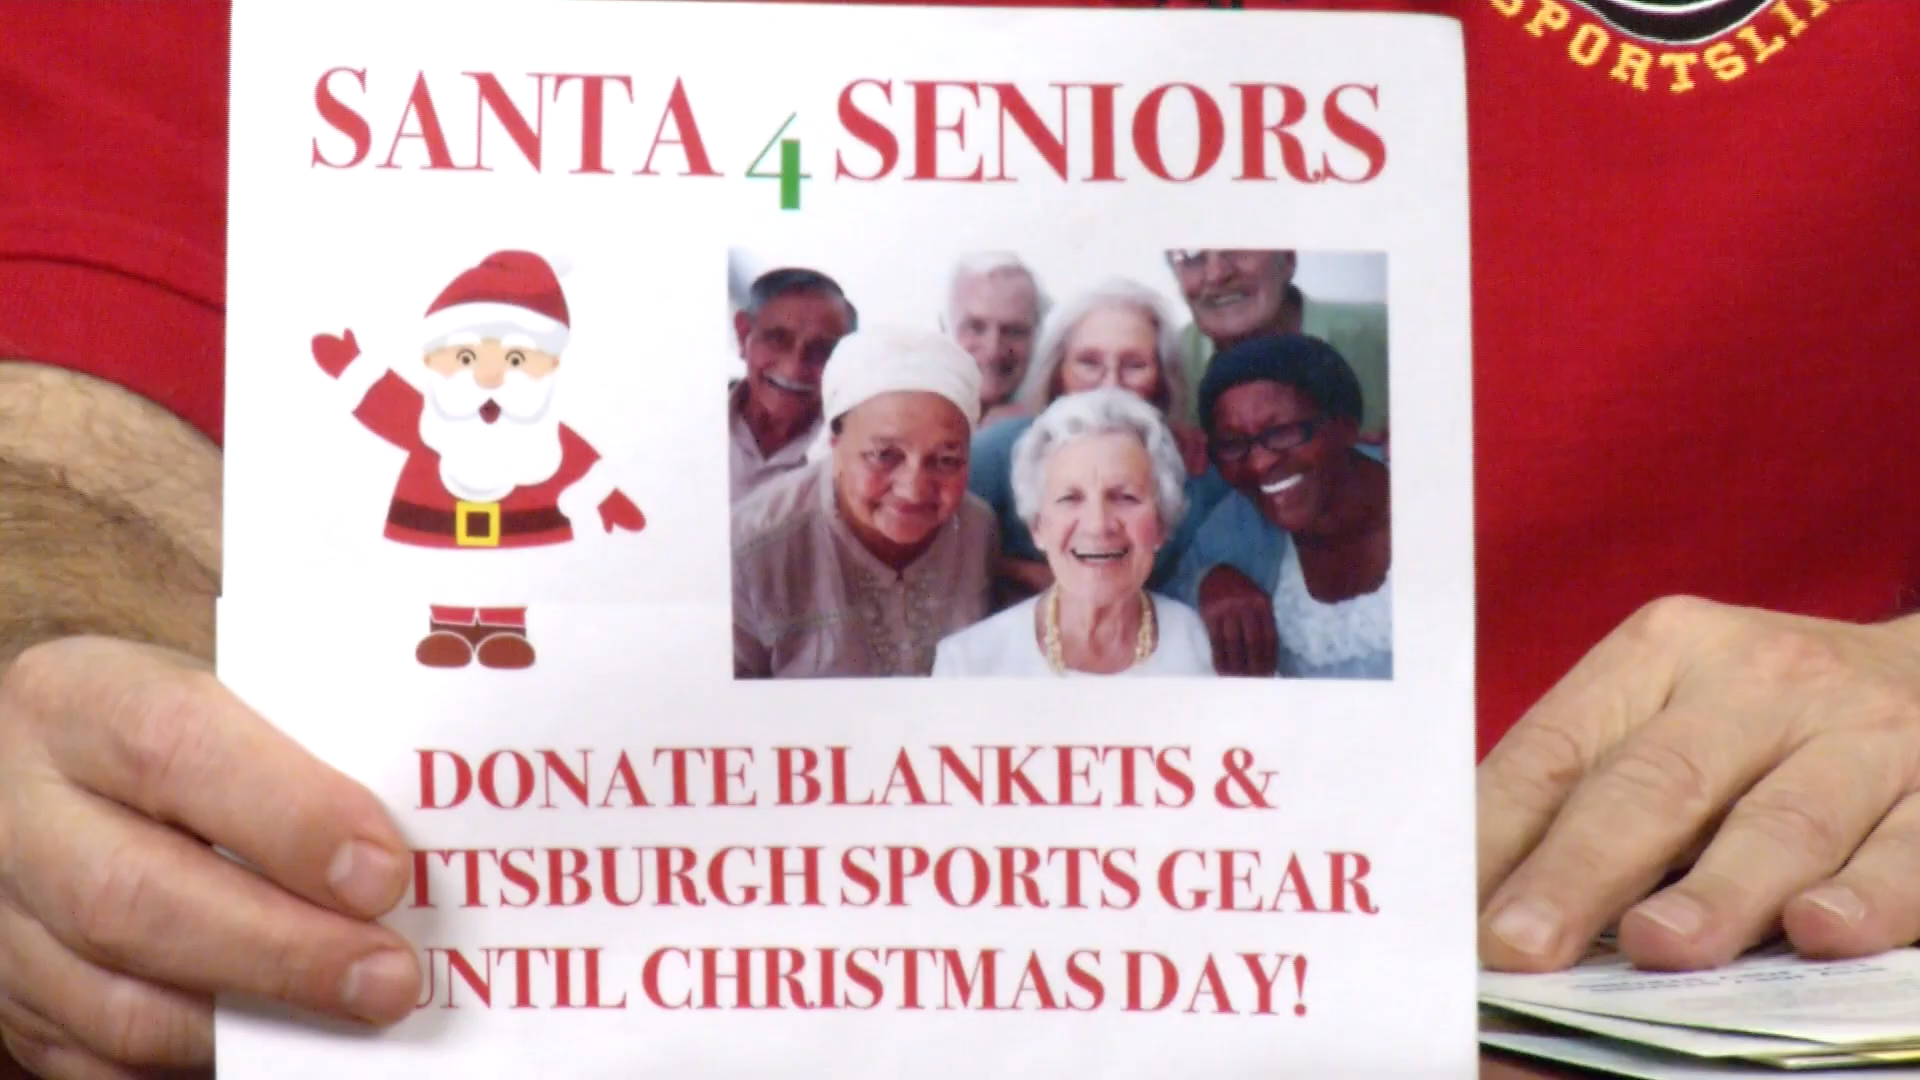 SPORTSLI
SANTA 4 SENIORS
DONATE BLANKETS &
TTSBURGH SPORTS GEAR
UNTIL CHRISTMAS DAY!